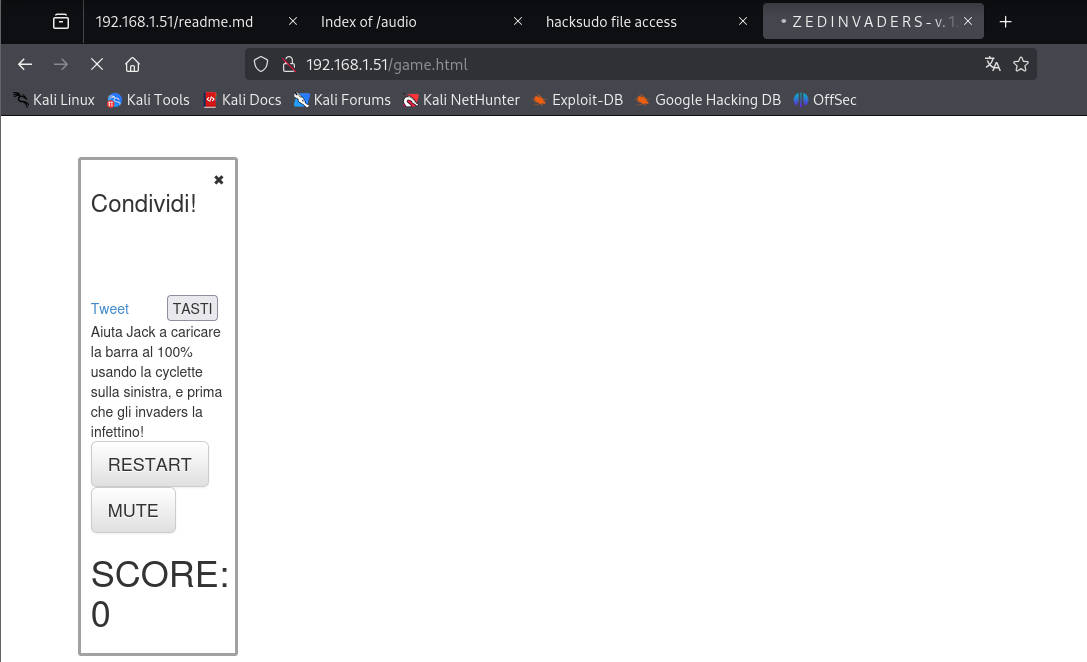 192.168.1.51/readme.md
Index of /audio
hacksudo file access
• Z E D I N V A D E R S - v. 1
192.168.1.51/game.html
Kali Linux
Kali Tools
Kali Docs
Kali Forums
Kali NetHunter
Exploit-DB
Google Hacking DB
OffSec
Condividi!
Tweet
TASTI
Aiuta Jack a caricare
la barra al 100%
usando la cyclette
sulla sinistra, e prima
che gli invaders la
infettino!
RESTART
MUTE
SCORE:
0